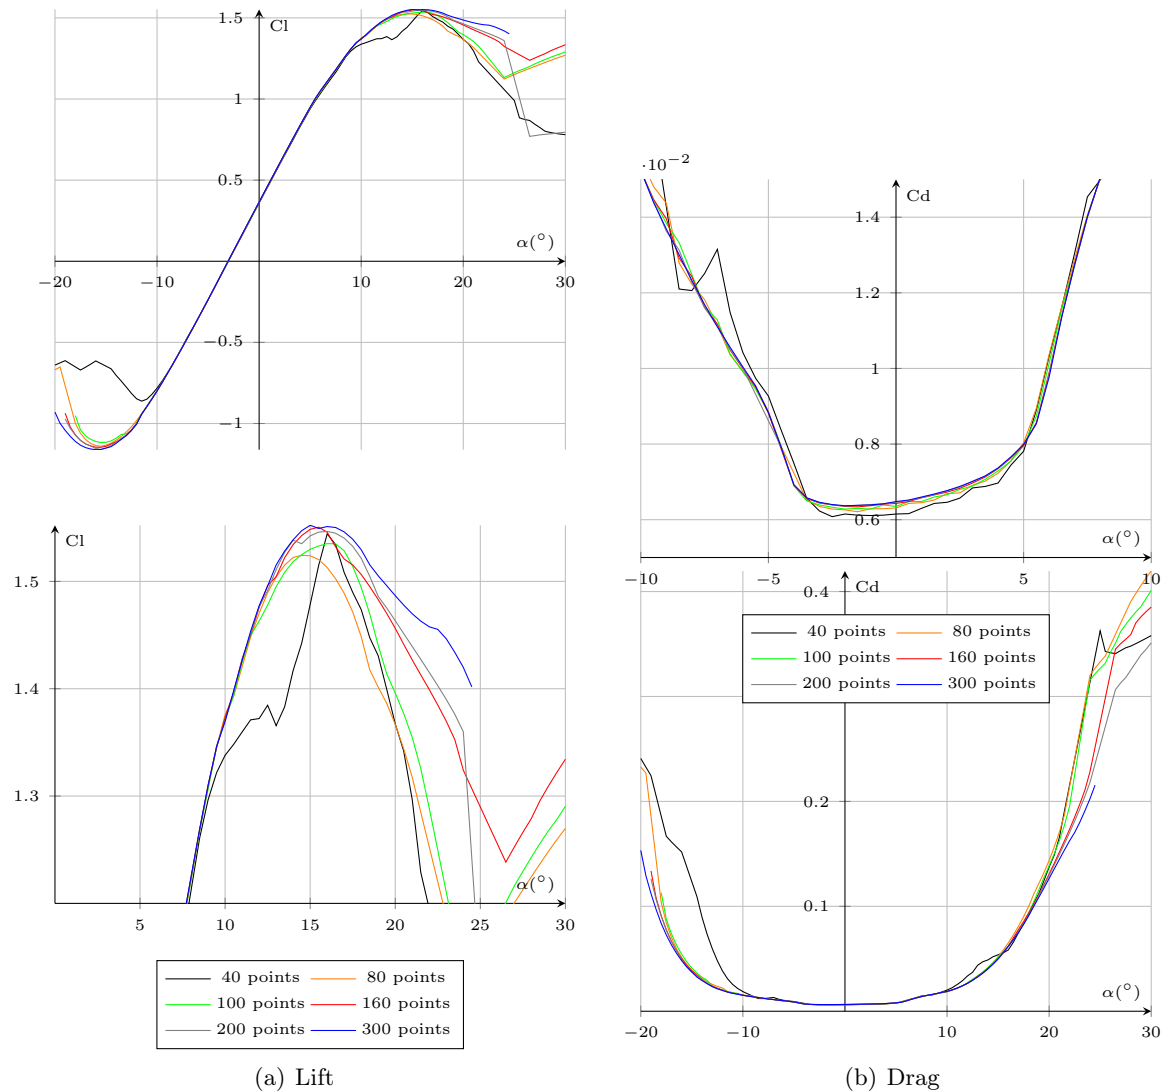 1.5
Cl
1
0.5
α(°)
−20
−10
10
20
30
−0.5
−1
Cl
1.5
1.4
1.3
α(°)
5
10
15
20
25
30
40 points
80 points
100 points
160 points
200 points
300 points
(a) Lift
·10−2
Cd
1.4
1.2
1
0.8
0.6
α(°)
−10
−5
5
10
Cd
0.4
40 points
80 points
100 points
160 points
200 points
300 points
0.2
0.1
α(°)
−20
−10
10
20
30
(b) Drag